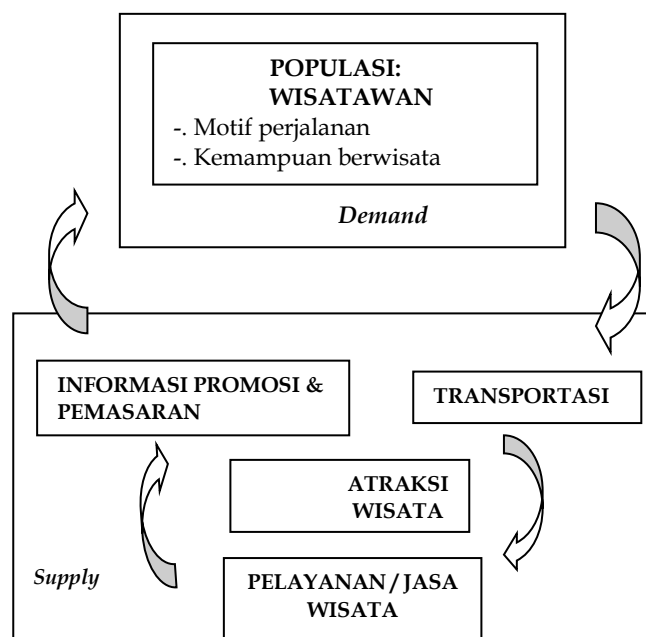 POPULASI:
WISATAWAN
-. Motif perjalanan
-. Kemampuan berwisata
Demand
INFORMASI PROMOSI &
PEMASARAN
TRANSPORTASI
ATRAKSI
WISATA
Supply
PELAYANAN / JASA
WISATA